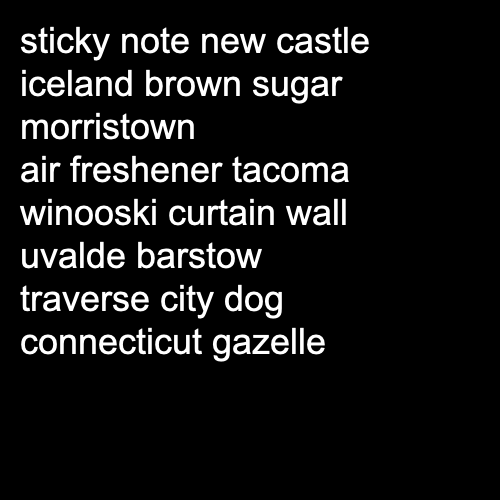 sticky note new castle
iceland brown sugar
morristown
air freshener tacoma
winooski curtain wall
uvalde barstow
traverse city dog
connecticut gazelle